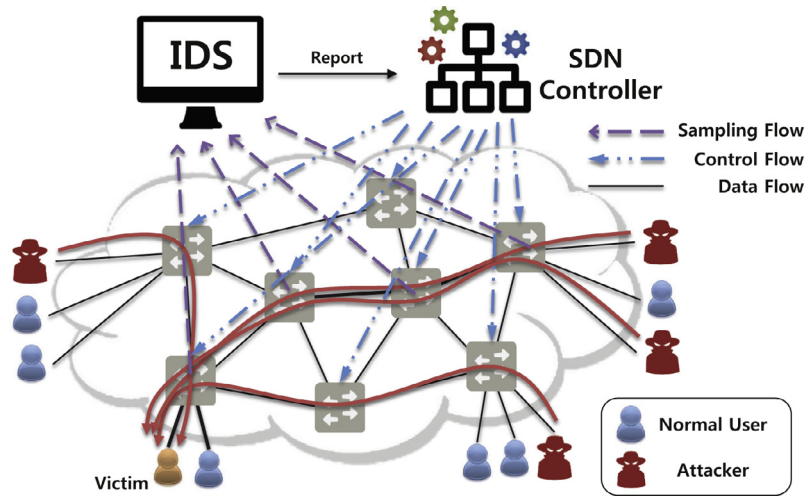 IDS
Report
SDN
Controller
Sampling Flow
Control Flow
Data Flow
Victim
Normal User
Attacker